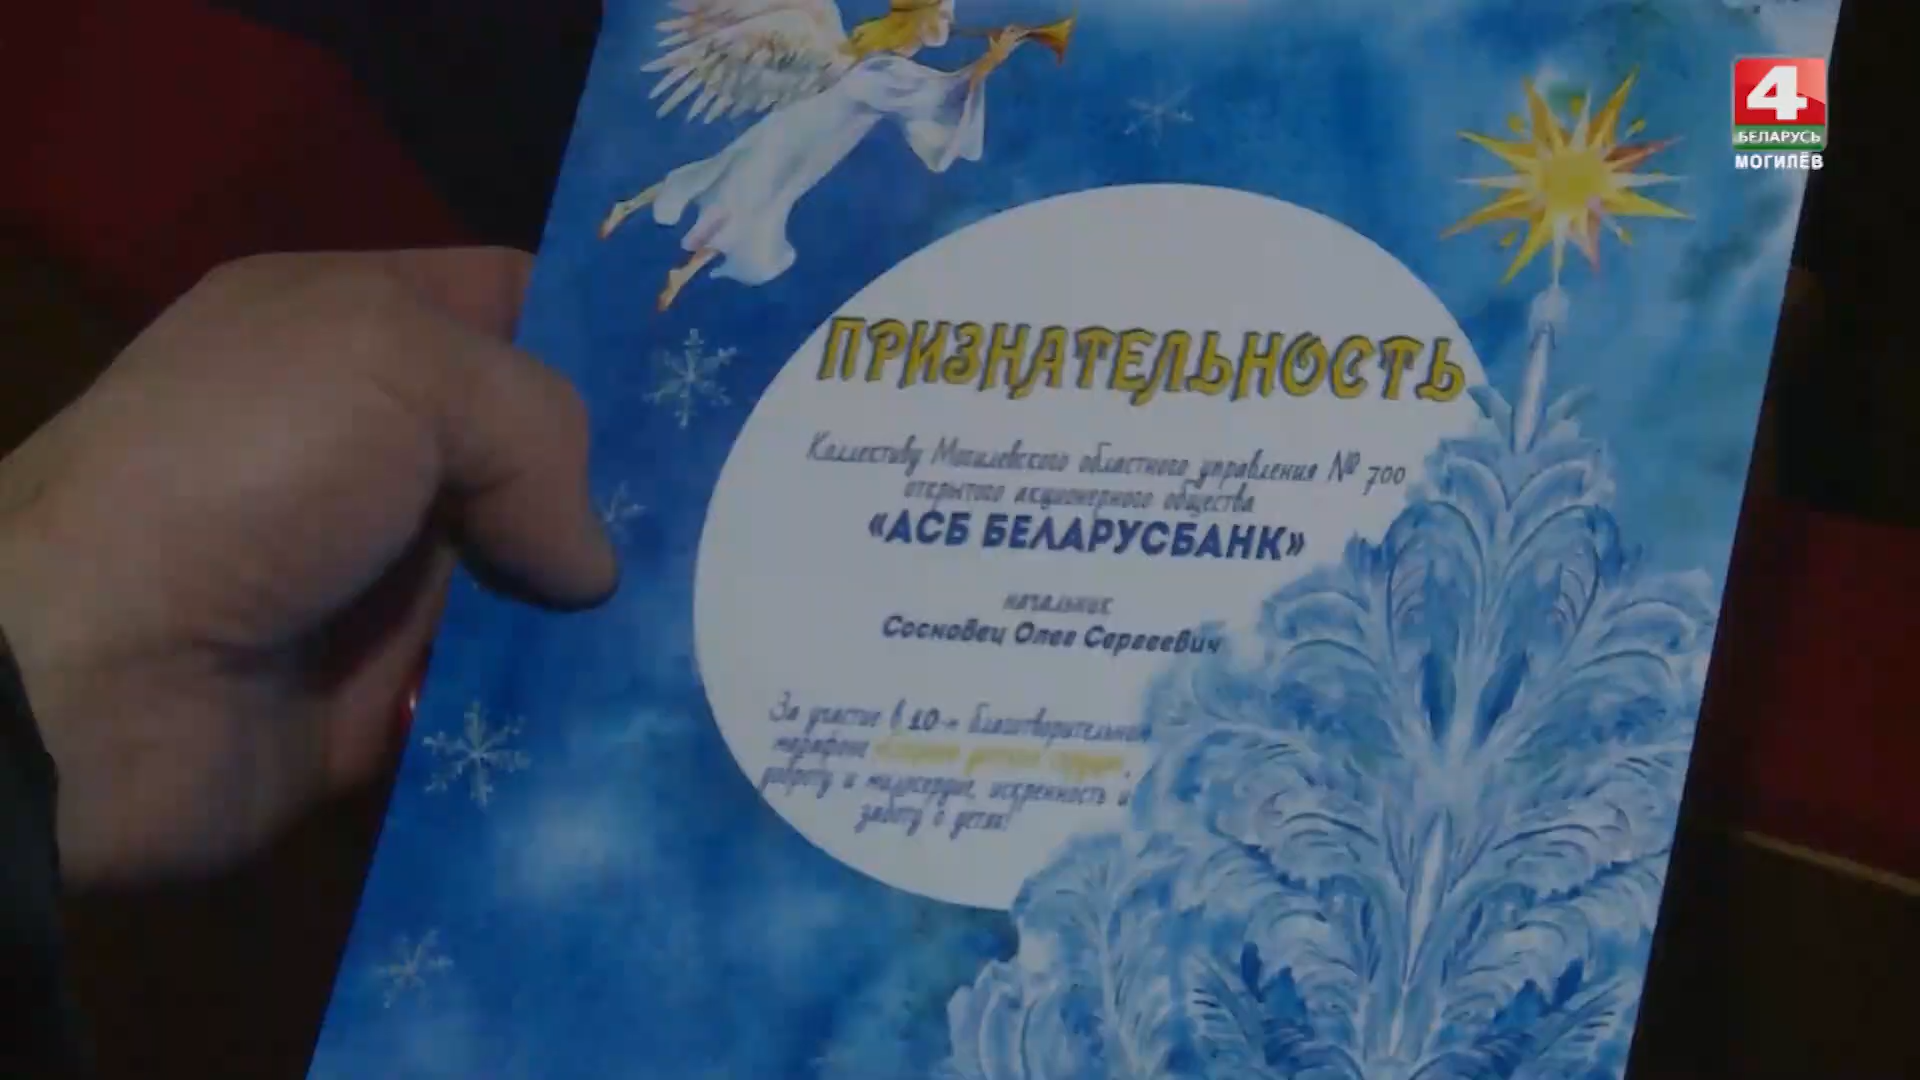 4
БЕЛАРУСЬ
МОГИЛЁВ
ПРИЗНАТЕЛЬНОСТЬ
Коллективу Могилевского областного управления № 700
открытого акционерного общества
«АСБ БЕЛАРУСБАНК»
начальник
Сосновец Олег Сергеевич
За участие в 10-м благотворительном
марафоне
доброту и милосердие, искренность и
заботу о детях!